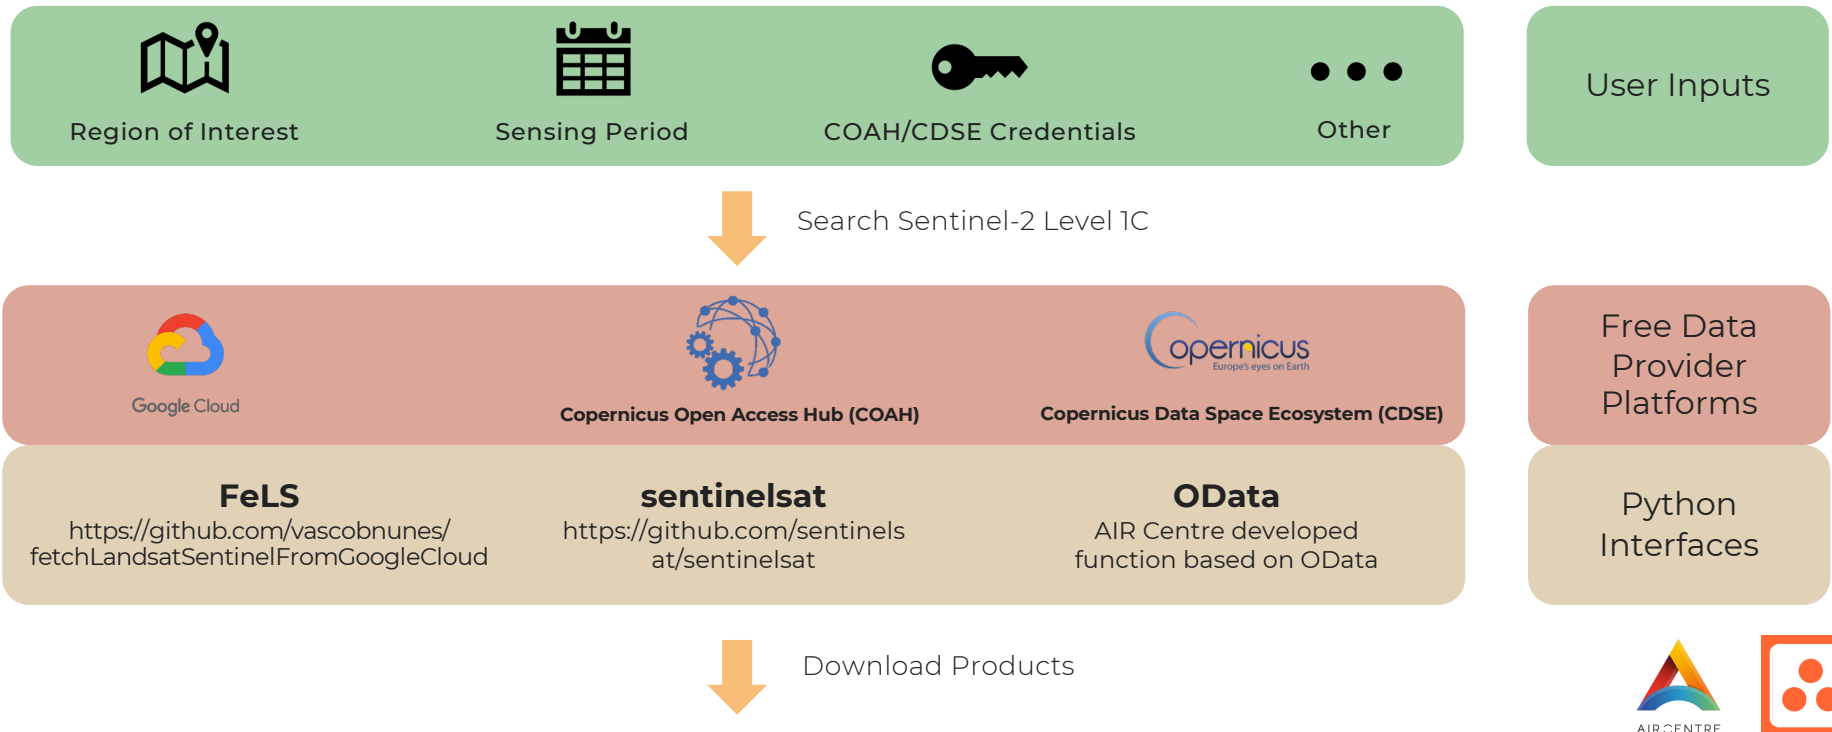 Region of Interest
Sensing Period
COAH/CDSE Credentials
Other
User Inputs
Search Sentinel-2 Level 1C
Google Cloud
Copernicus Open Access Hub (COAH)
opernicus
Europe's eyes on Earth
Copernicus Data Space Ecosystem (CDSE)
Free Data
Provider
Platforms
FeLS
https://github.com/vascobnunes/
fetchLandsatSentinelFromGoogleCloud
sentinelsat
https://github.com/sentinels
at/sentinelsat
OData
AIR Centre developed
function based on OData
Python
Interfaces
Download Products
AIR CENTRE